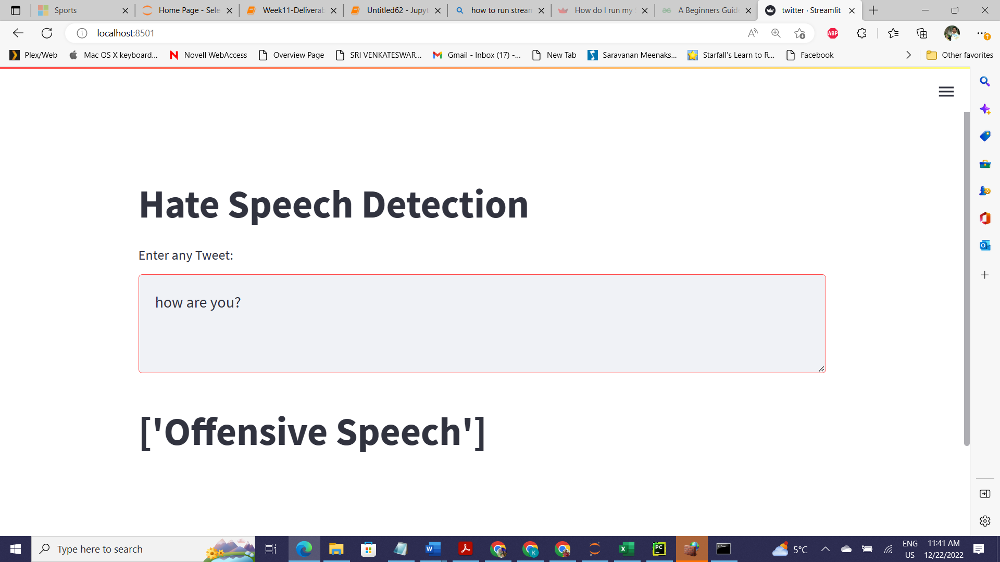 Sports
Home Page - Sele
Week11-Deliverab
Untitled62 - Jupyt
how to run stream
How do I run my
A Beginners Guide
twitter · Streamlit
localhost:8501
ABP
Plex/Web
Mac OS X keyboard...
Novell WebAccess
Overview Page
SRI VENKATESWAR...
Gmail - Inbox (17) -...
New Tab
Saravanan Meenaks...
Starfall's Learn to R...
Facebook
Other favorites
Hate Speech Detection
Enter any Tweet:
how are you?
['Offensive Speech']
Type here to search
5°C
ENG
US
11:41 AM
12/22/2022